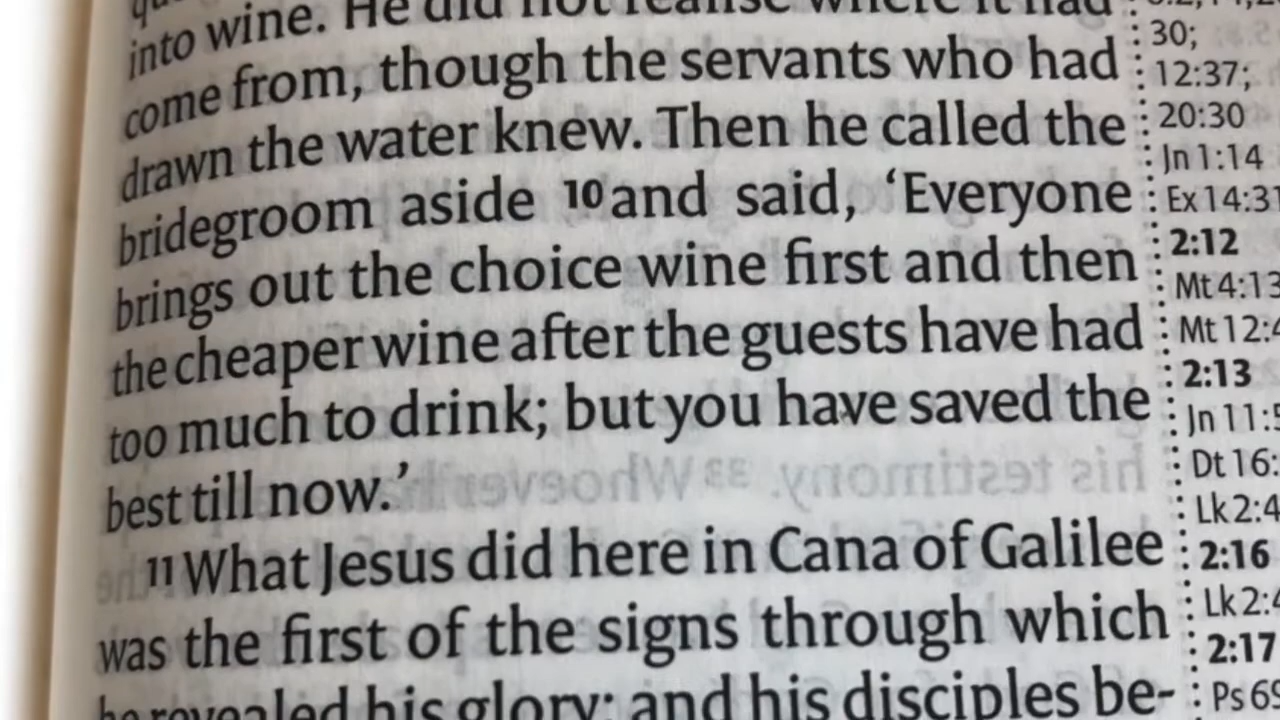 into wine. He did not realise where it had
come from, though the servants who had
drawn the water knew. Then he called the
bridegroom aside 10 and said, ‘Everyone
brings out the choice wine first and then
the cheaper wine after the guests have had
too much to drink; but you have saved the
best till now.’
11 What Jesus did here in Cana of Galilee
was the first of the signs through which
he revealed his glory; and his disciples be-
30;
12:37;
20:30
Jn 1:14
Ex 14:31
2:12
Mt 4:13
Mt 12:4
2:13
Jn 11:5
Dt 16:
Lk 2:4
2:16
Lk 2:4
2:17
Ps 69